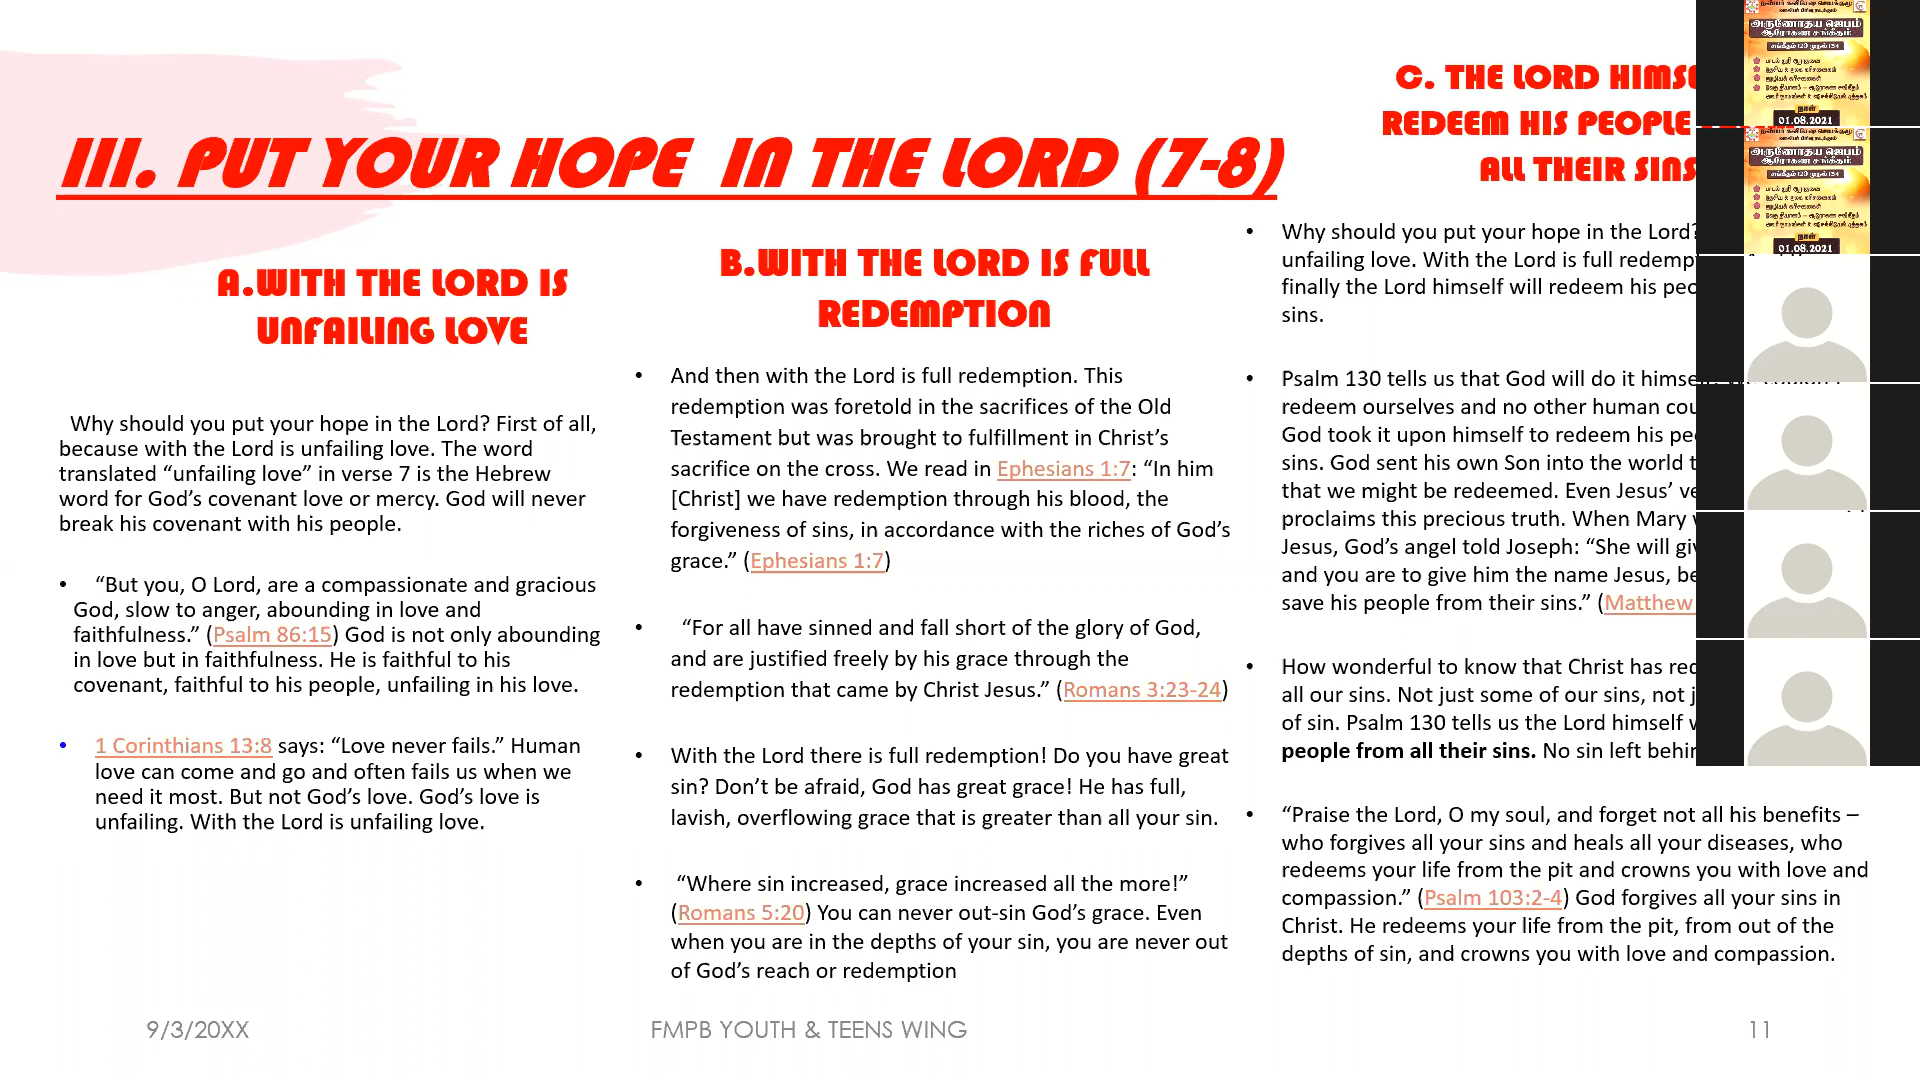 III. PUT YOUR HOPE IN THE LORD (7-8)
A.WITH THE LORD IS
UNFAILING LOVE
Why should you put your hope in the Lord? First of all,
because with the Lord is unfailing love. The word
translated “unfailing love” in verse 7 is the Hebrew
word for God’s covenant love or mercy. God will never
break his covenant with his people.
• “But you, O Lord, are a compassionate and gracious
God, slow to anger, abounding in love and
faithfulness.” (Psalm 86:15) God is not only abounding
in love but in faithfulness. He is faithful to his
covenant, faithful to his people, unfailing in his love.
• 1 Corinthians 13:8 says: “Love never fails.” Human
love can come and go and often fails us when we
need it most. But not God’s love. God’s love is
unfailing. With the Lord is unfailing love.
B.WITH THE LORD IS FULL
REDEMPTION
• And then with the Lord is full redemption. This
redemption was foretold in the sacrifices of the Old
Testament but was brought to fulfillment in Christ’s
sacrifice on the cross. We read in Ephesians 1:7: “In him
[Christ] we have redemption through his blood, the
forgiveness of sins, in accordance with the riches of God’s
grace.” (Ephesians 1:7)
• “For all have sinned and fall short of the glory of God,
and are justified freely by his grace through the
redemption that came by Christ Jesus.” (Romans 3:23-24)
• With the Lord there is full redemption! Do you have great
sin? Don’t be afraid, God has great grace! He has full,
lavish, overflowing grace that is greater than all your sin.
• “Where sin increased, grace increased all the more!”
(Romans 5:20) You can never out-sin God’s grace. Even
when you are in the depths of your sin, you are never out
of God’s reach or redemption
C. THE LORD
REDEEM HIS PEOPLE
ALL THEIR SINS
• Why should you put your hope in the Lord?
unfailing love. With the Lord is full
finally the Lord himself will redeem his
sins.
• Psalm 130 tells us that God will do it
redeem ourselves and no other human
God took it upon himself to redeem his
sins. God sent his own Son into the world
that we might be redeemed. Even Jesus’
proclaims this precious truth. When Mary
Jesus, God’s angel told Joseph: “She will
and you are to give him the name Jesus,
save his people from their sins.” (Matthew
• How wonderful to know that Christ has
all our sins. Not just some of our sins, not
of sin. Psalm 130 tells us the Lord himself
people from all their sins. No sin left
• “Praise the Lord, O my soul, and forget not all his benefits –
who forgives all your sins and heals all your diseases, who
redeems your life from the pit and crowns you with love and
compassion.” (Psalm 103:2-4) God forgives all your sins in
Christ. He redeems your life from the pit, from out of the
depths of sin, and crowns you with love and compassion.
அருணோதய ஜெபம்
ஆரோகண சங்கீதம்
சங்கீதம் 120 முதல் 134
நாள்
01.08.2021
அருணோதய ஜெபம்
ஆரோகண சங்கீதம்
சங்கீதம் 120 முதல் 134
நாள்
01.08.2021
9/3/20XX
FMPB YOUTH & TEENS WING
11